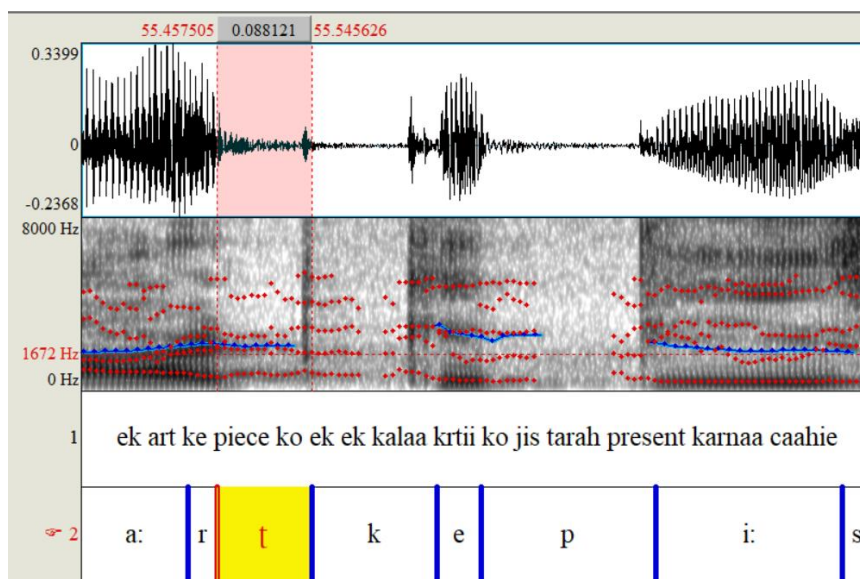 55.457505 0.088121 55.545626
0.3399
0
-0.2368
8000 Hz
1672 Hz
0 Hz
1 ek art ke piece ko ek ek kalaa krtii ko jis tarah present karnaa caahie
☞ 2 a: r t k e p i: s